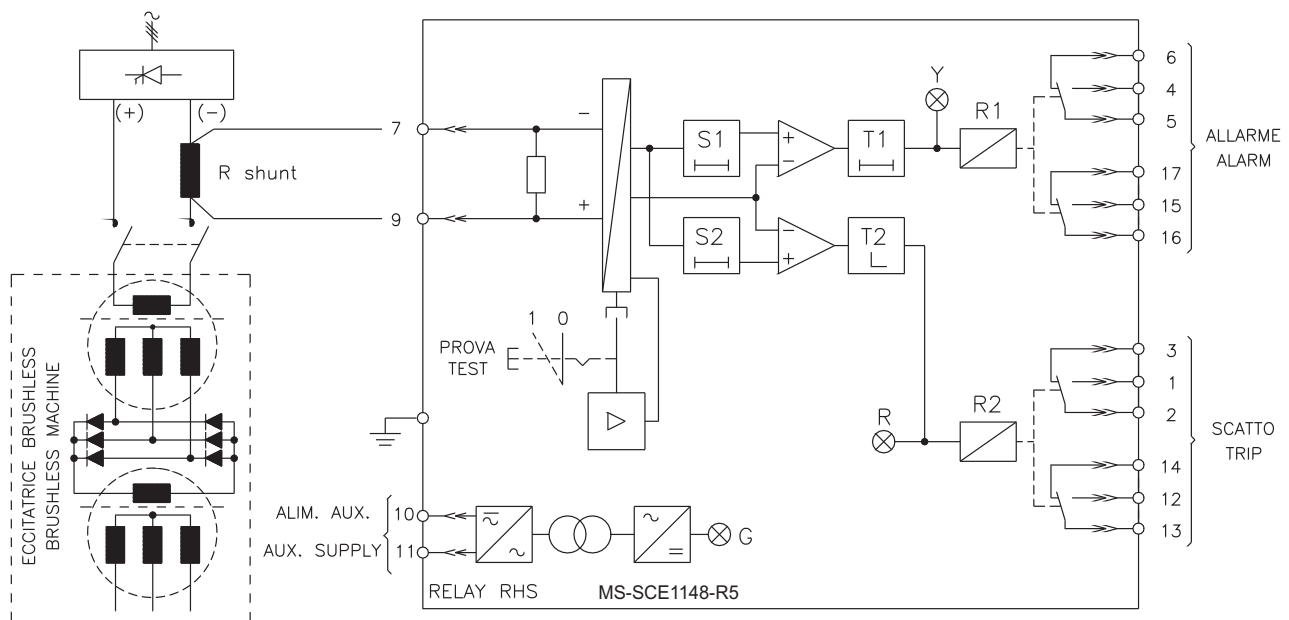 (+)
(-)
R shunt
7
9
-
+
S1
S2
+
-
-
+
T1
T2
Y
R1
6
4
5
17
15
16
ALLARME
ALARM
1 0
PROVA
TEST
R
R2
3
1
2
14
12
13
SCATTO
TRIP
ECCITATRICE BRUSHLESS
BRUSHLESS MACHINE
ALIM. AUX.
AUX. SUPPLY
10
11
G
RELAY RHS
MS-SCE1148-R5